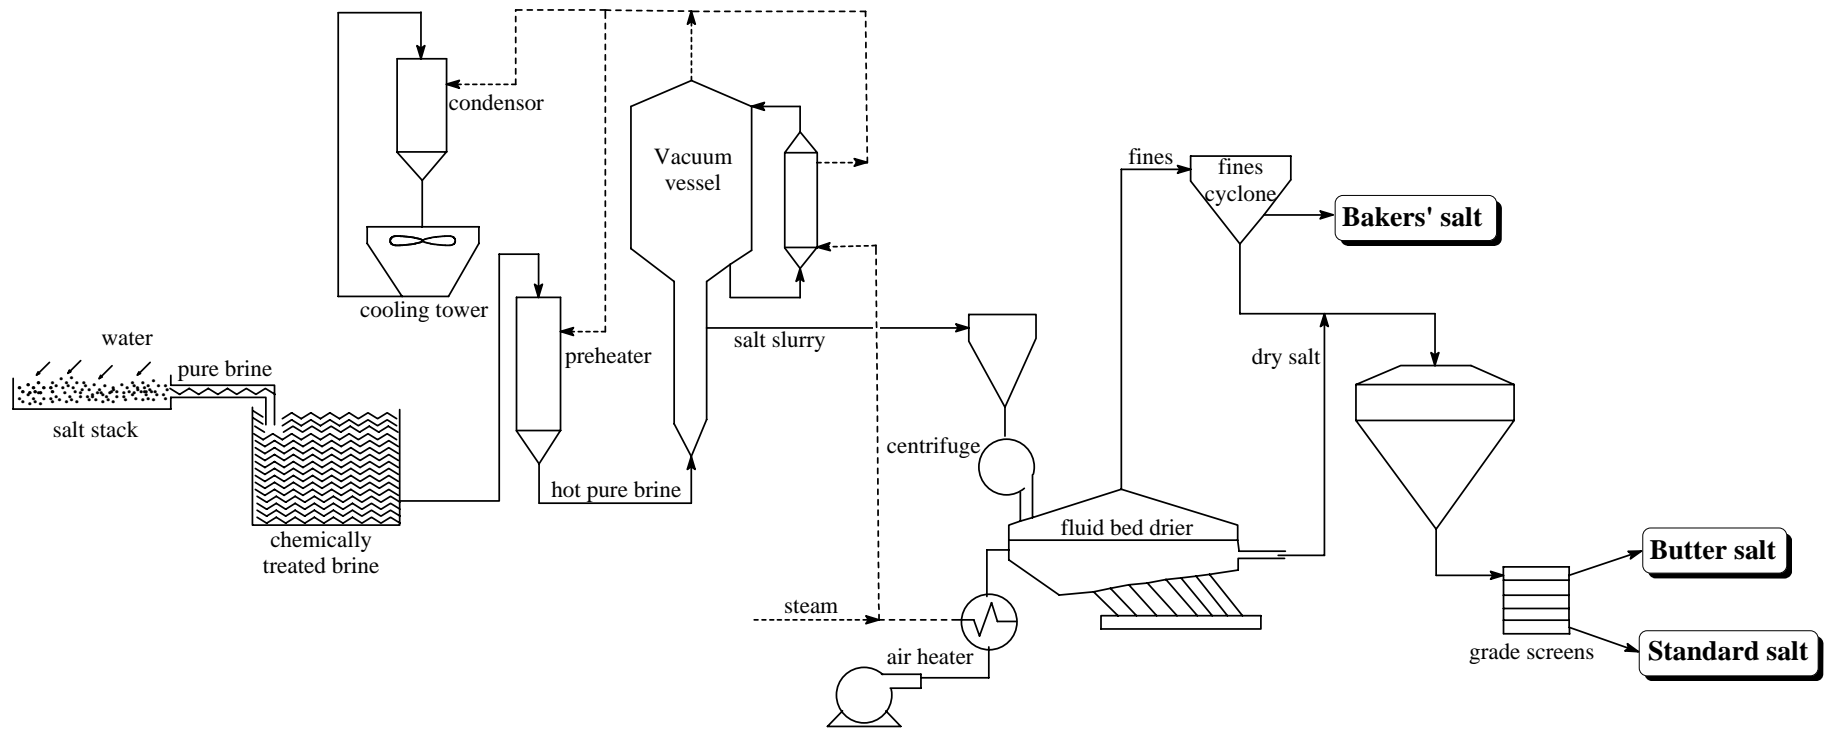 condensor
Vacuum
vessel
fines
fines
cyclone
Bakers' salt
cooling tower
water
preheater
salt slurry
dry salt
pure brine
salt stack
centrifuge
hot pure brine
fluid bed drier
chemically
treated brine
Butter salt
steam
air heater
grade screens
Standard salt